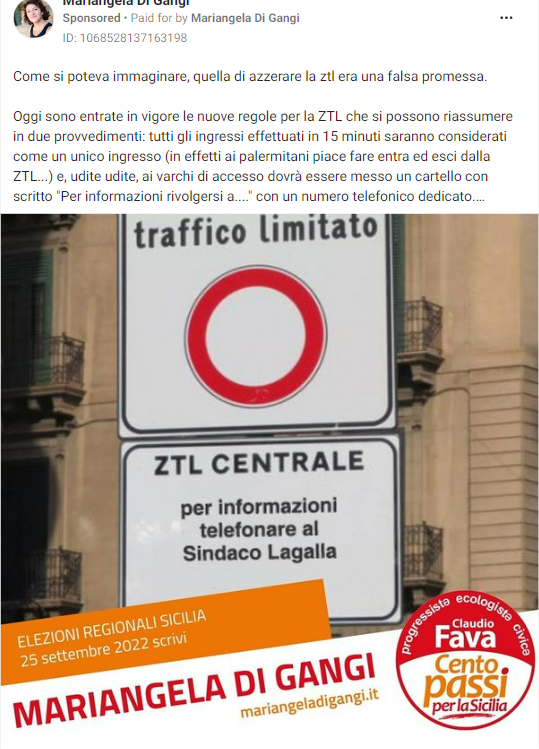 Mariangela Di Gangi
Sponsored • Paid for by Mariangela Di Gangi
ID: 1068528137163198
Come si poteva immaginare, quella di azzerare la ztl era una falsa promessa.
Oggi sono entrate in vigore le nuove regole per la ZTL che si possono riassumere
in due provvedimenti: tutti gli ingressi effettuati in 15 minuti saranno considerati
come un unico ingresso (in effetti ai palermitani piace fare entra ed esci dalla
ZTL...) e, udite udite, ai varchi di accesso dovrà essere messo un cartello con
scritto "Per informazioni rivolgersi a...." con un numero telefonico dedicato....
traffico limitato
ZTL CENTRALE
per informazioni
telefonare al
Sindaco Lagalla
ELEZIONI REGIONALI SICILIA
25 settembre 2022 scrivi
MARIANGELA DI GANGI
mariangeladigangi.it
progressista ecologista civica
Claudio
Fava
Cento
passi
per la Sicilia